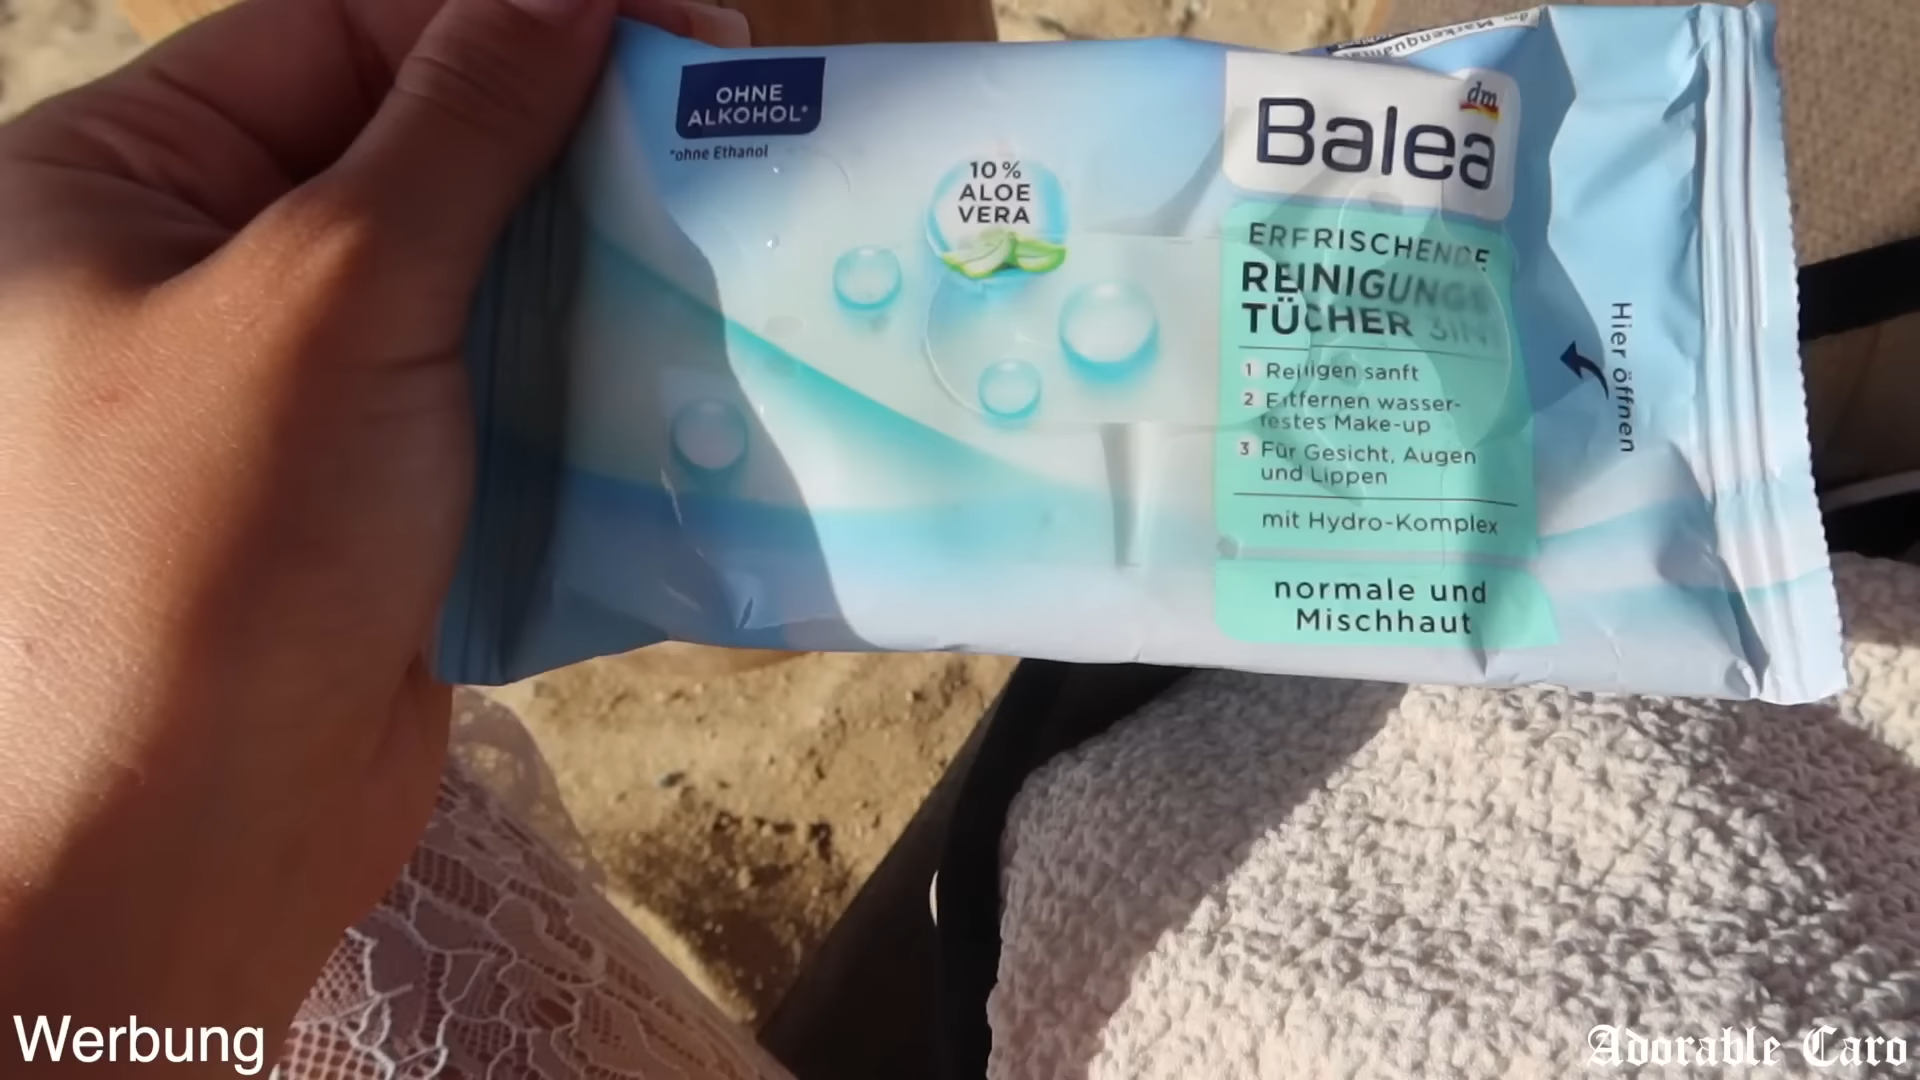 OHNE
ALKOHOL*
*ohne Ethanol
10%
ALOE
VERA
dm Markenqualität
dm
Balea
ERFRISCHENDE
REINIGUNGS
TÜCHER 3IN1
1 Reinigen sanft
2 Entfernen wasser-
festes Make-up
3 Für Gesicht, Augen
und Lippen
mit Hydro-Komplex
normale und
Mischhaut
Hier öffnen
Werbung
Adorable Caro